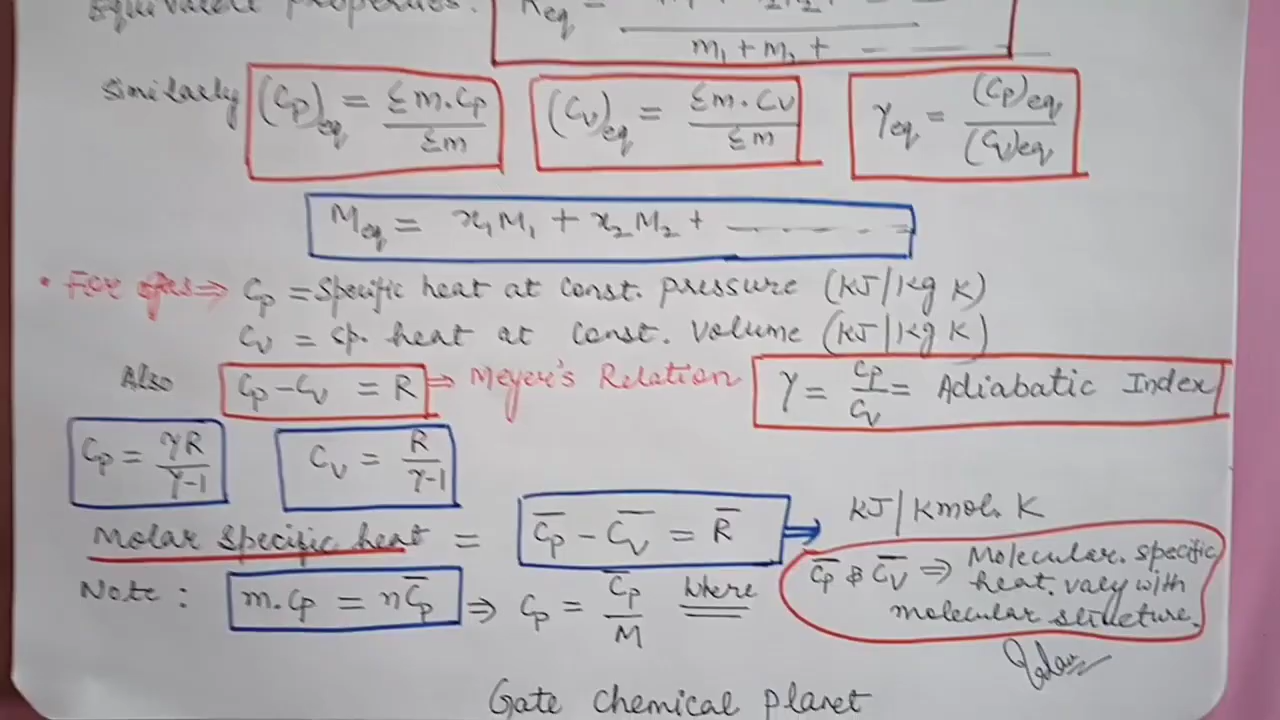 Equivalent properties: R_eq = 
m₁ + m₂ + — — —
Similarly (Cp)eq = Σm.Cp / Σm (Cv)eq = Σm.Cv / Σm γeq = (Cp)eq / (Cv)eq
Meq = x₁M₁ + x₂M₂ + — — — —
• For gas ⇒ Cp = Specific heat at const. pressure (KJ/Kg K)
Cv = sp. heat at const. volume (KJ/Kg K)
Also Cp – Cv = R ⇒ Meyer's Relation γ = Cp / Cv = Adiabatic Index
Cp = γR / γ-1 Cv = R / γ-1
KJ/Kmol. K
Molar specific heat = C̅p – C̅v = R̅ ⇒
Note: m.Cp = nC̅p ⇒ Cp = C̅p / M where
C̅p & C̅v ⇒ Molecular. specific
heat. vary with
molecular structure.
Gate chemical planet